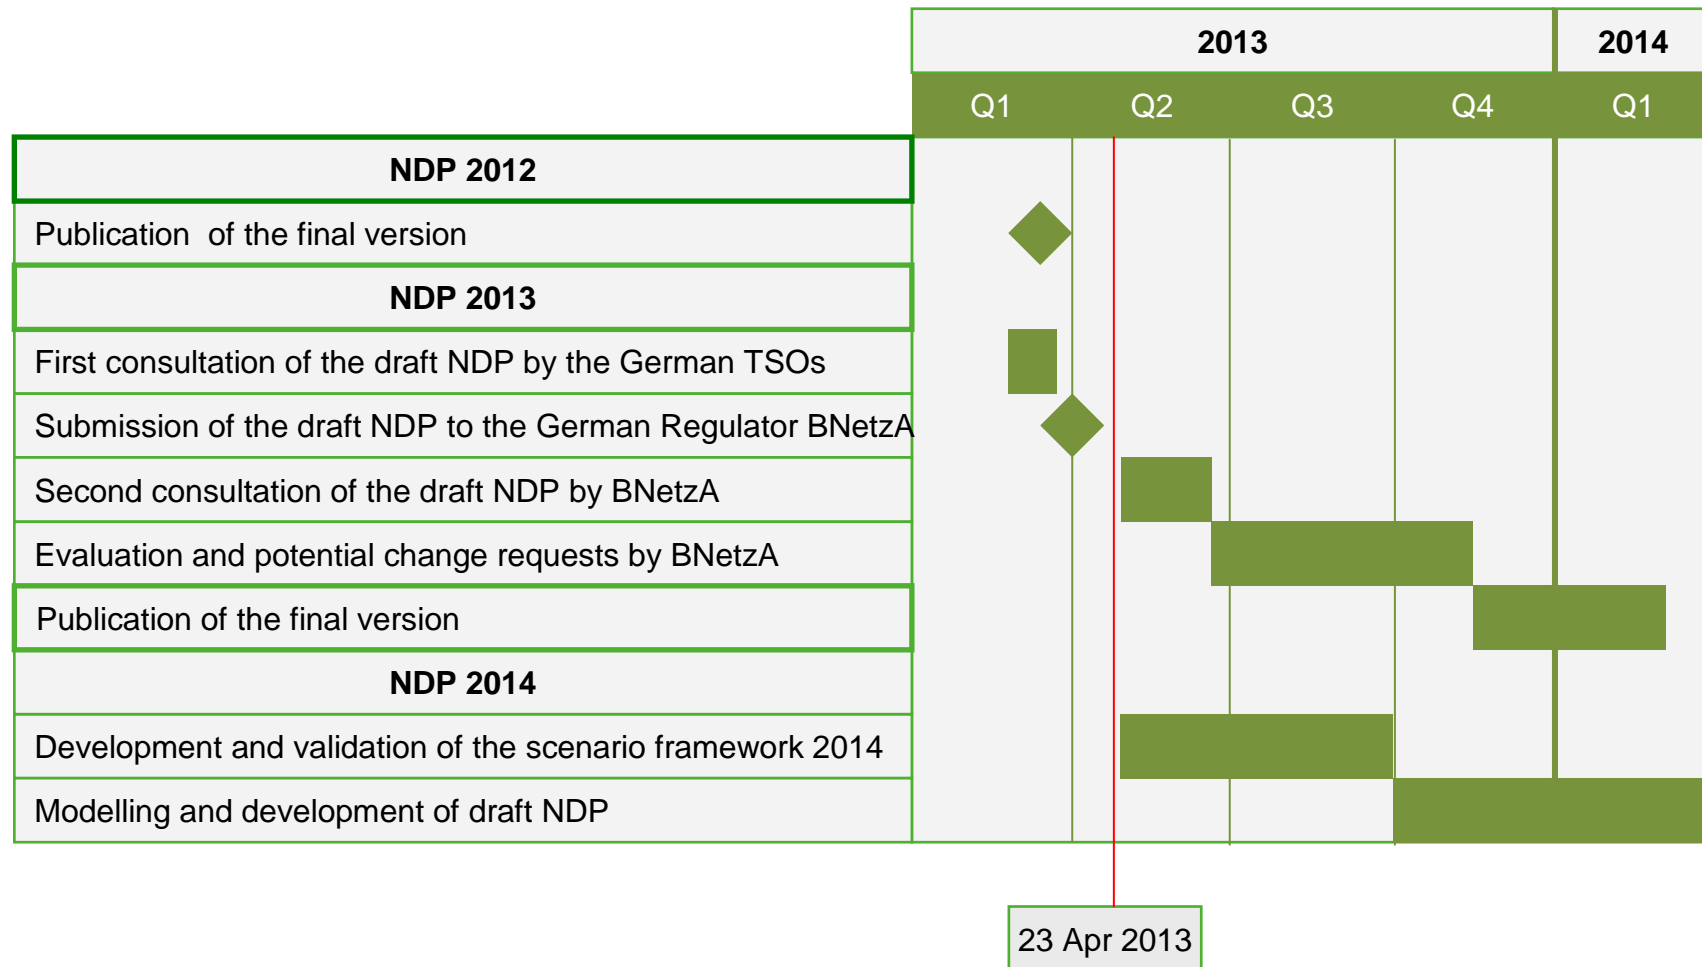 2013 2014
Q1 Q2 Q3 Q4 Q1
NDP 2012
Publication  of the final version
NDP 2013
First consultation of the draft NDP by the German TSOs
Submission of the draft NDP to the German Regulator BNetzA
Second consultation of the draft NDP by BNetzA
Evaluation and potential change requests by BNetzA
Publication of the final version
NDP 2014
Development and validation of the scenario framework 2014
Modelling and development of draft NDP
23 Apr 2013